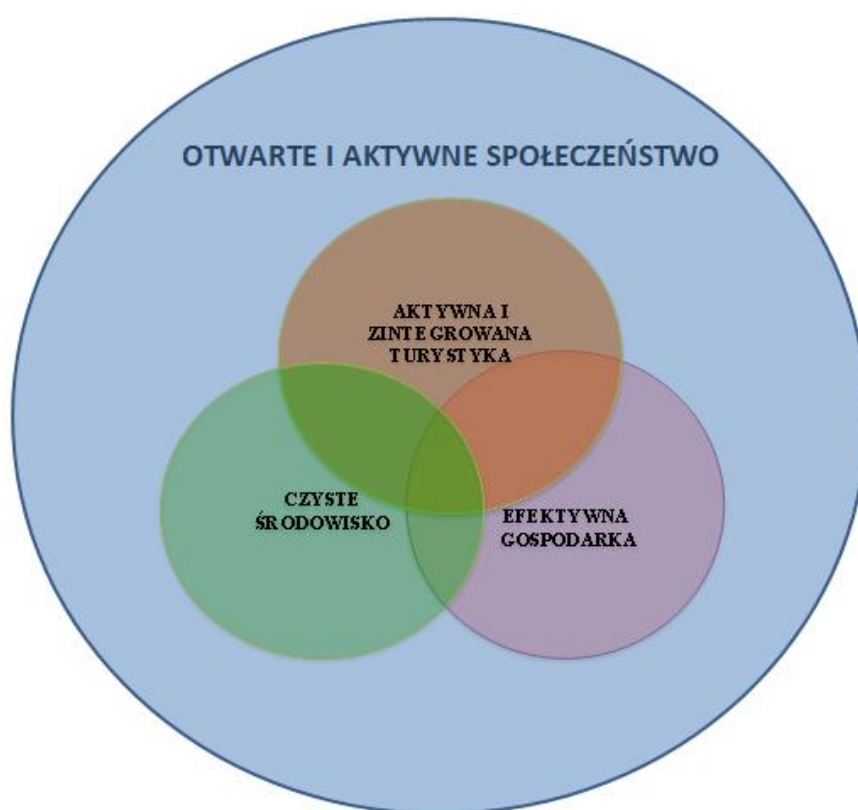 OTWARTE I AKTYWNE SPOŁECZEŃSTWO
AKTYWNA I
ZINTEGROWANA
TURYSTYKA
CZYSTE
ŚRODOWISKO
EFEKTYWNA
GOSPODARKA